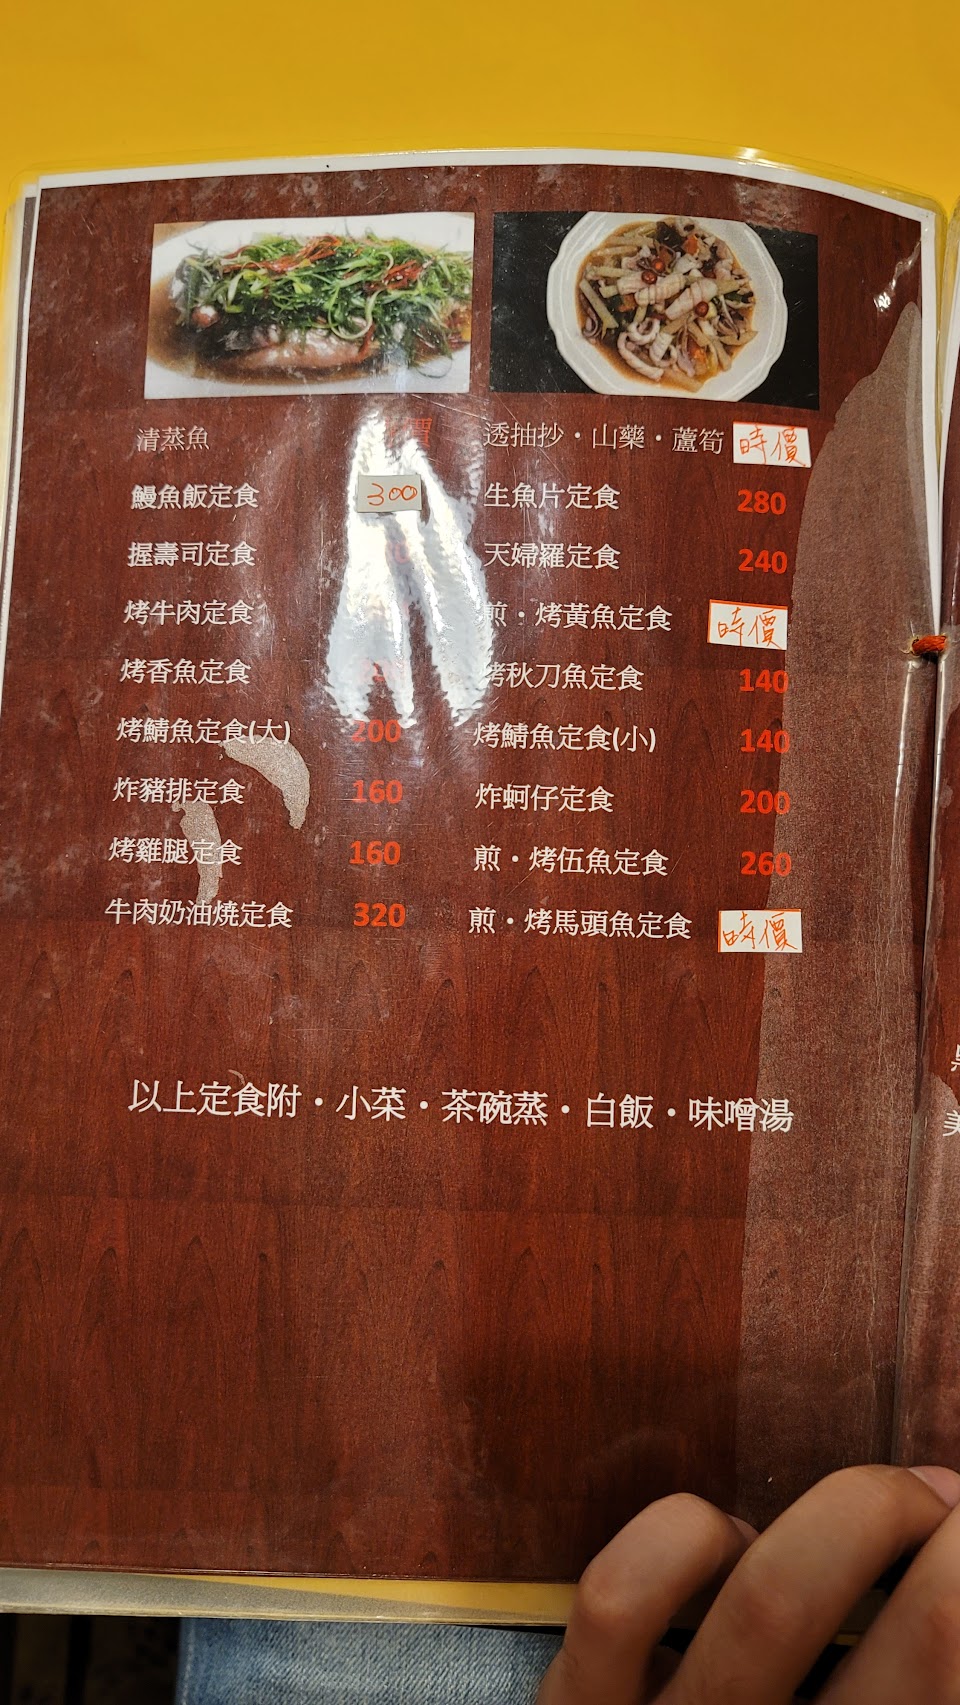 清蒸魚 價
鰻魚飯定食 300
握壽司定食
烤牛肉定食
烤香魚定食
烤鯖魚定食(大) 200
炸豬排定食 160
烤雞腿定食 160
牛肉奶油燒定食 320
透抽抄・山藥・蘆筍 時價
生魚片定食 280
天婦羅定食 240
煎・烤黃魚定食 時價
烤秋刀魚定食 140
烤鯖魚定食(小) 140
炸蚵仔定食 200
煎・烤伍魚定食 260
煎・烤馬頭魚定食 時價
以上定食附・小菜・茶碗蒸・白飯・味噌湯
美